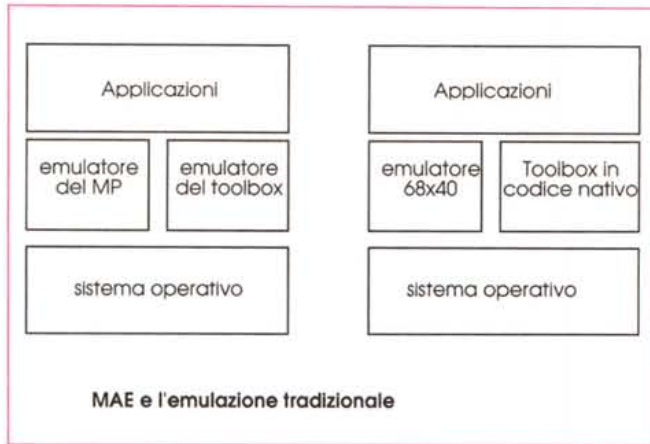 Applicazioni
emulatore
del MP
emulatore
del toolbox
sistema operativo
Applicazioni
emulatore
68x40
Toolbox in
codice nativo
sistema operativo
MAE e l'emulazione tradizionale